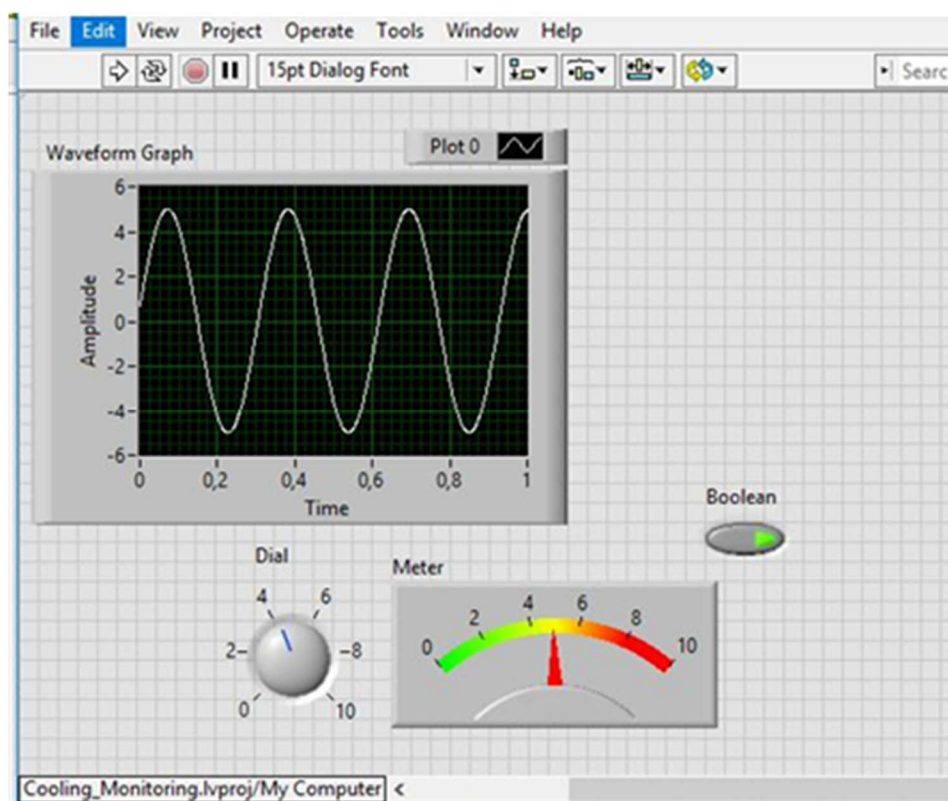 File Edit View Project Operate Tools Window Help
15pt Dialog Font
Searc
Waveform Graph
Plot 0
6
4
2
0
-2
-4
-6
Amplitude
0 0,2 0,4 0,6 0,8 1
Time
Boolean
Dial
4 6
2 8
0 10
Meter
0 2 4 6 8 10
Cooling_Monitoring.lvproj/My Computer <